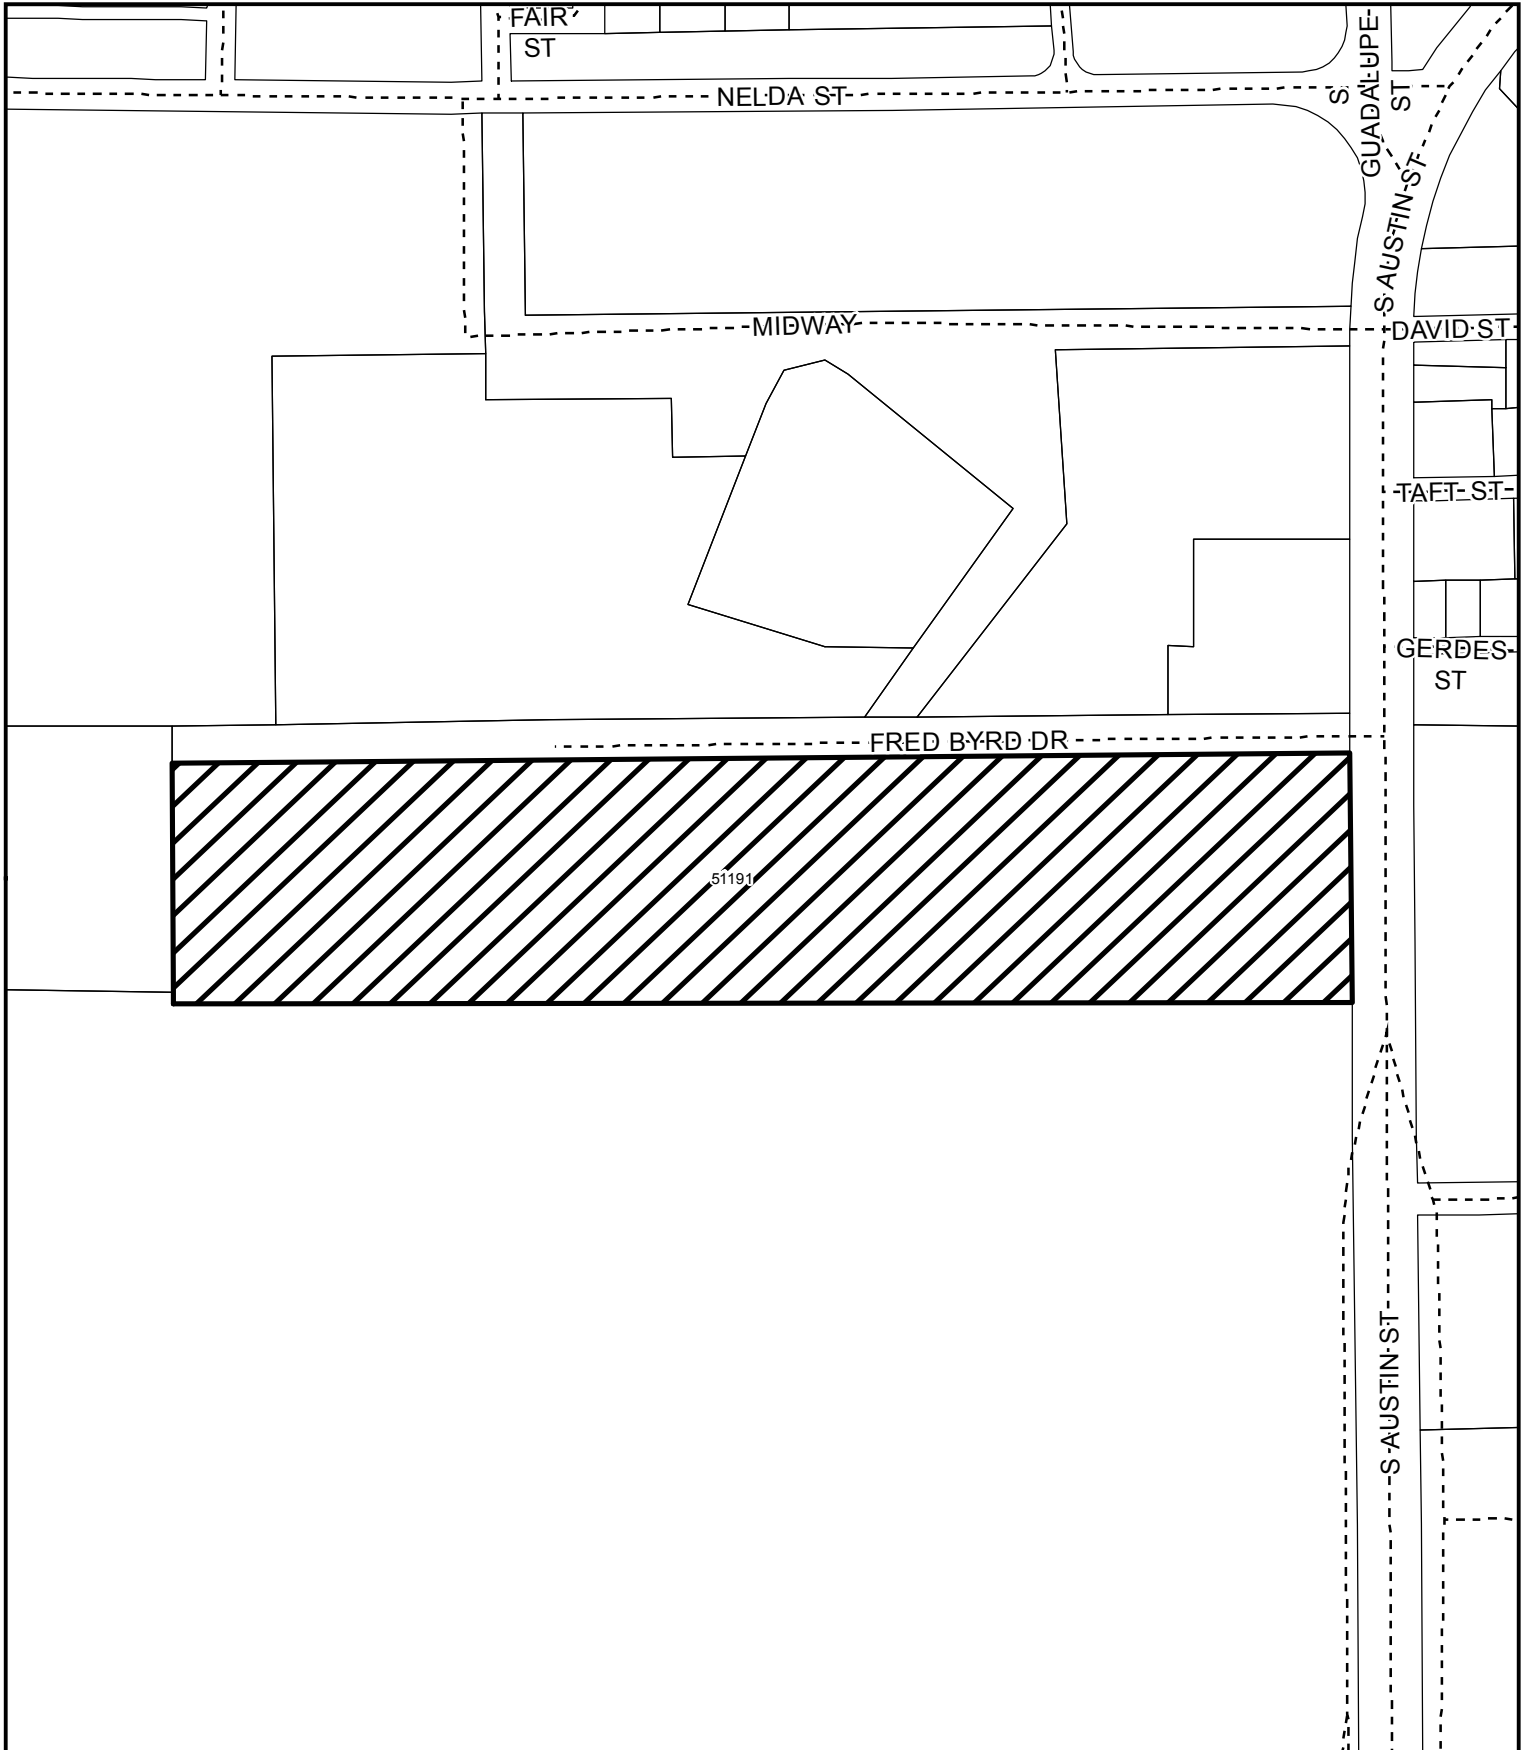 FAIR
ST
NELDA ST
S
GUADALUPE
ST
S AUSTIN ST
MIDWAY
DAVID ST
TAFT ST
GERDES
ST
FRED BYRD DR
51191
S AUSTIN ST